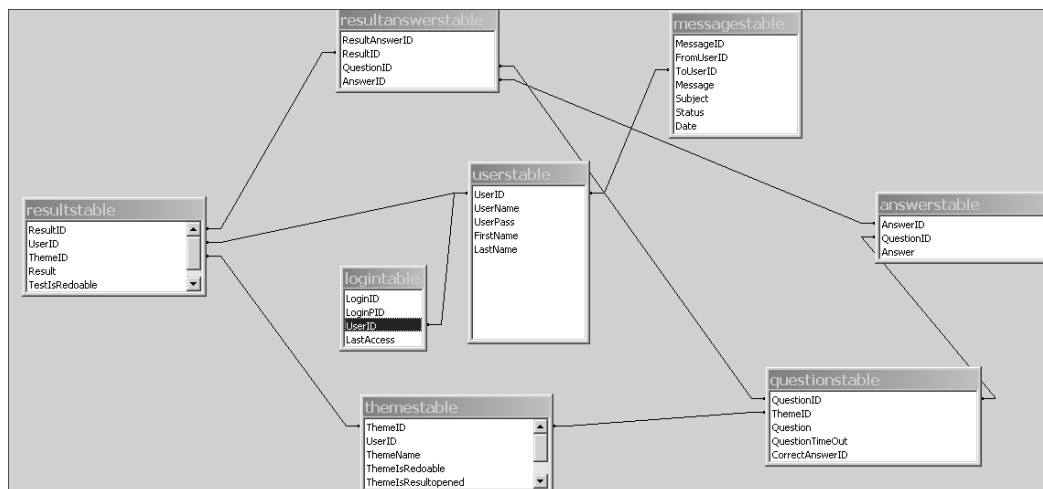 resultanswerstable
ResultAnswerID
ResultID
QuestionID
AnswerID
messagestable
MessageID
FromUserID
ToUserID
Message
Subject
Status
Date
userstable
UserID
UserName
UserPass
FirstName
LastName
resultstable
ResultID
UserID
ThemeID
Result
TestIsRedoable
answerstable
AnswerID
QuestionID
Answer
logintable
LoginID
LoginPID
UserID
LastAccess
themestable
ThemeID
UserID
ThemeName
ThemeIsRedoable
ThemeIsResultopened
questionstable
QuestionID
ThemeID
Question
QuestionTimeOut
CorrectAnswerID